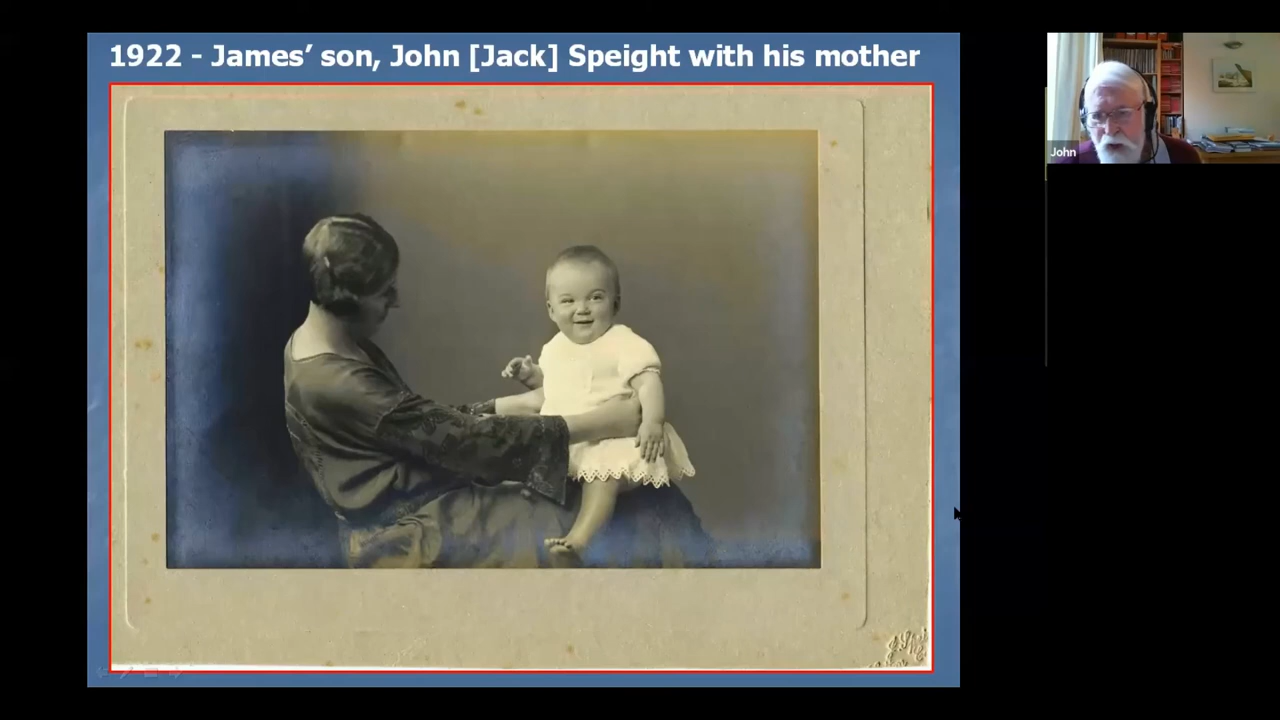 1922 - James’ son, John [Jack] Speight with his mother
John